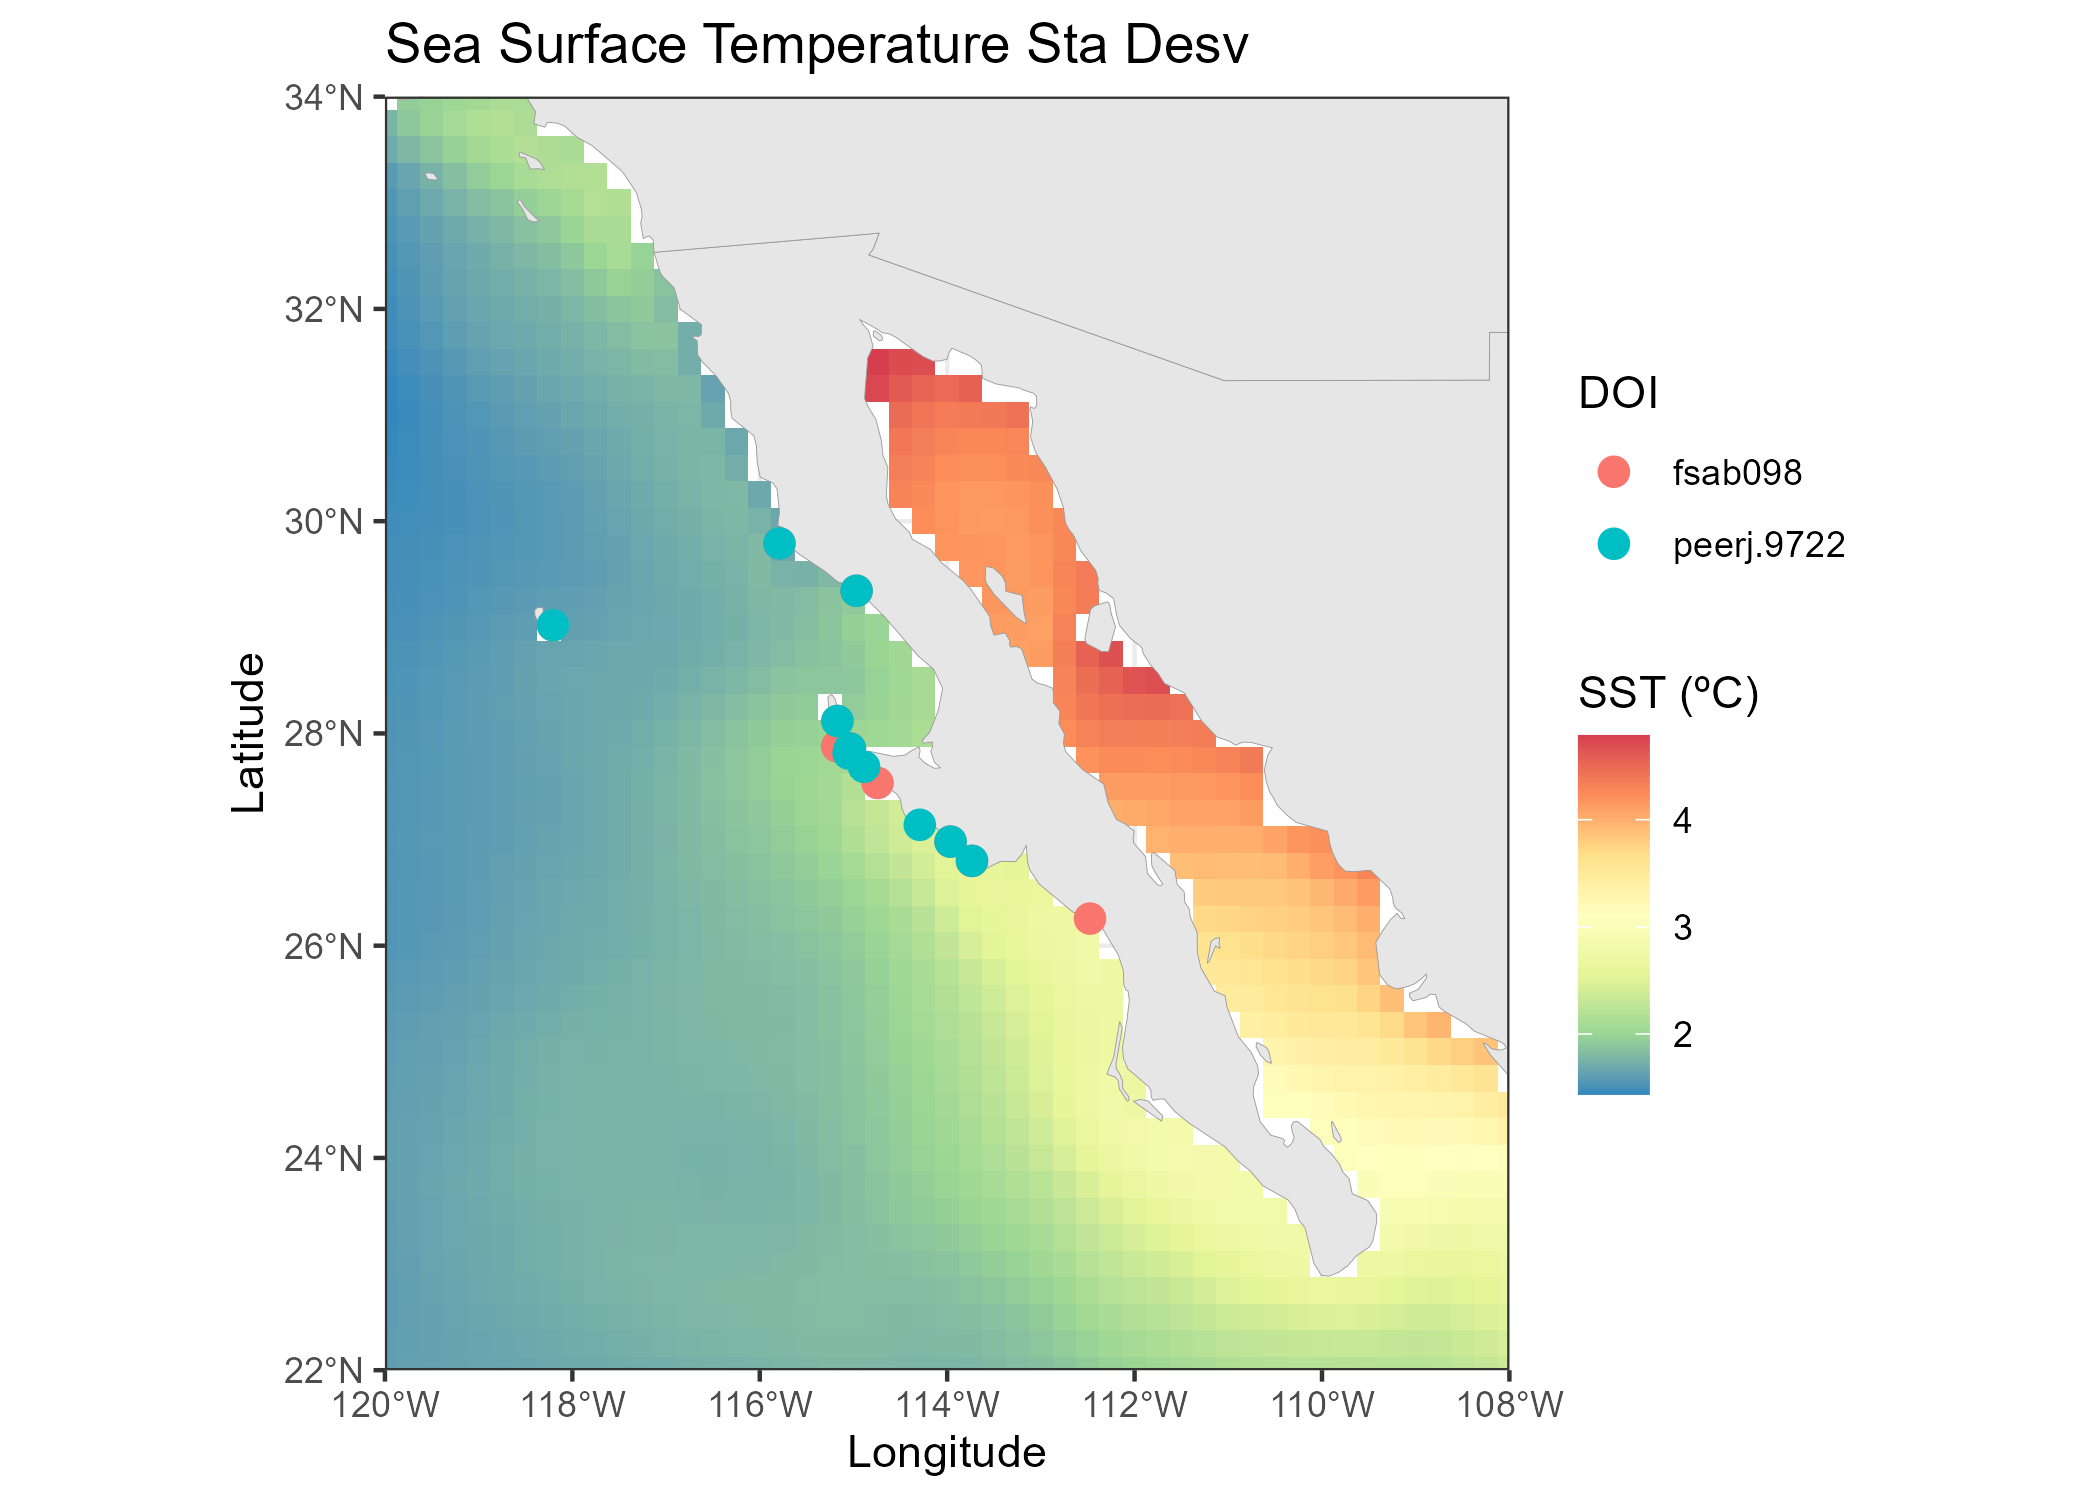 Sea Surface Temperature Sta Desv
34°N
32°N
30°N
28°N
26°N
24°N
22°N
Latitude
120°W 118°W 116°W 114°W 112°W 110°W 108°W
Longitude
DOI
fsab098
peerj.9722
SST (ºC)
4
3
2